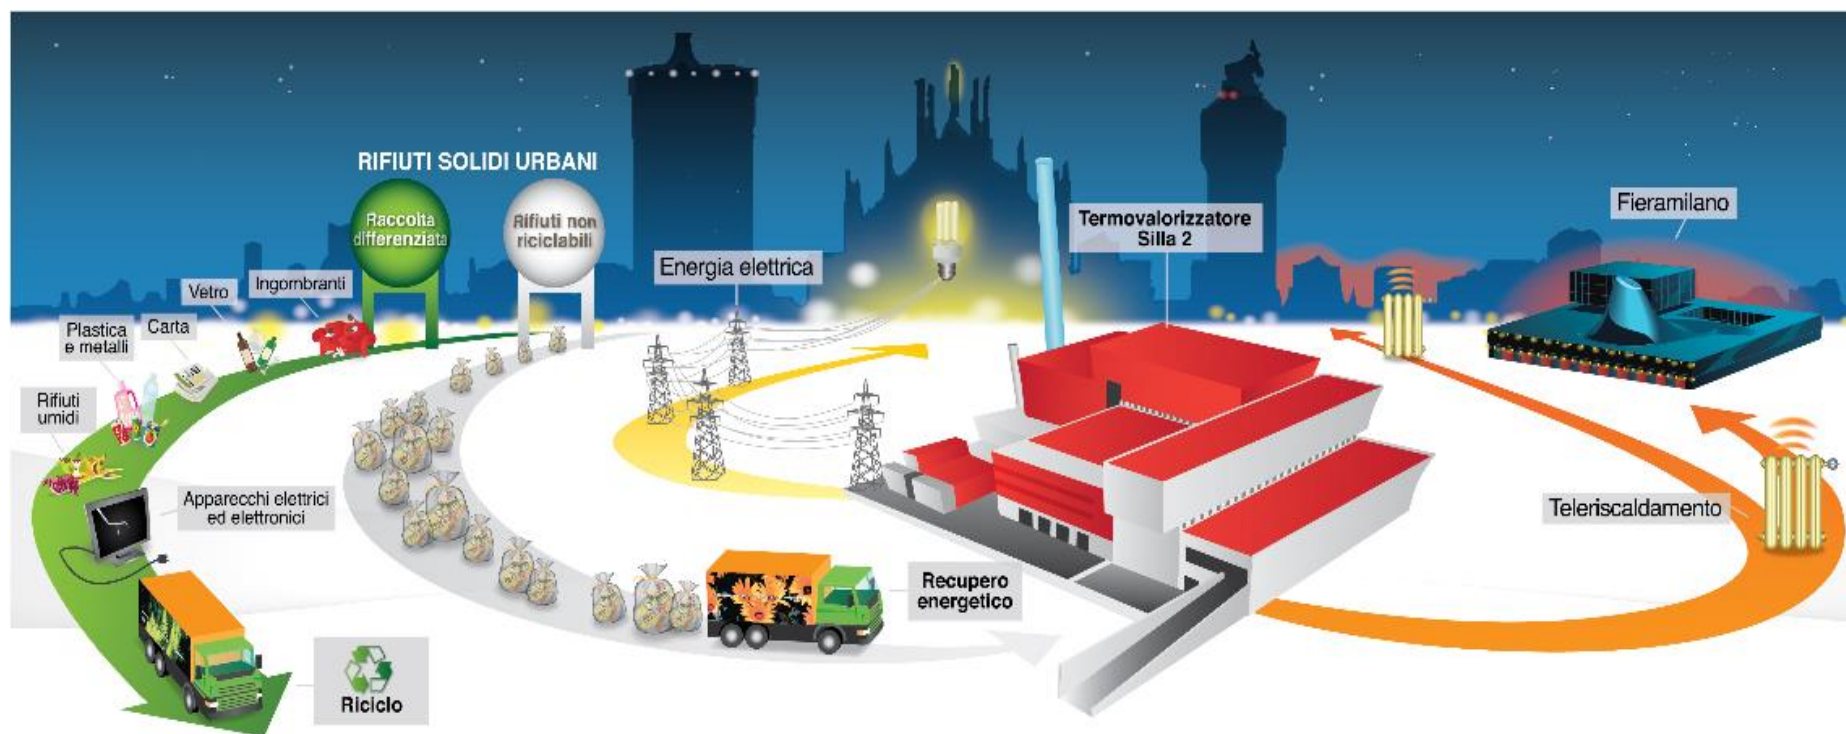 RIFIUTI SOLIDI URBANI
Raccolta
differenziata
Rifiuti non
riciclabili
Termovalorizzatore
Silla 2
Fieramilano
Energia elettrica
Ingombranti
Vetro
Carta
Plastica
e metalli
Rifiuti
umidi
Apparecchi elettrici
ed elettronici
Teleriscaldamento
Recupero
energetico
Riciclo